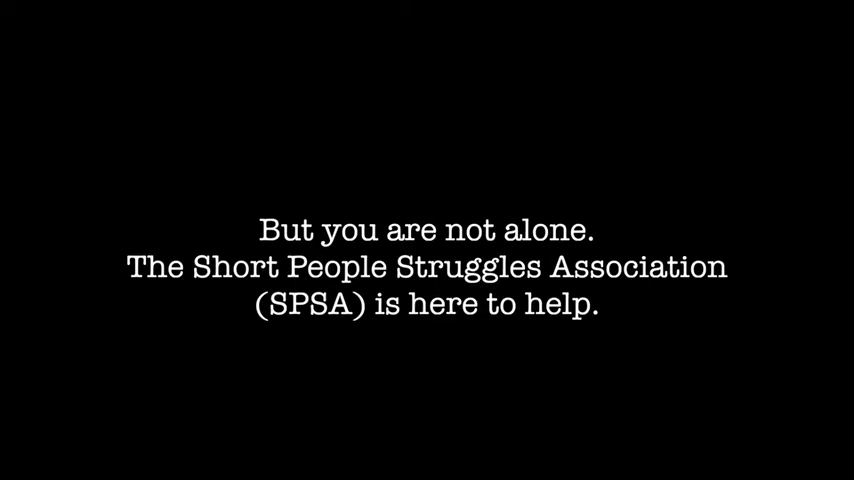 But you are not alone.
The Short People Struggles Association
(SPSA) is here to help.